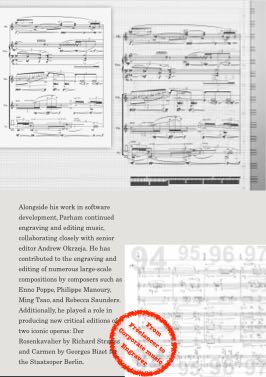 Alongside his work in software
development, Parham continued
engraving and editing music,
collaborating closely with senior
editor Andrew Okrzeja. He has
contributed to the engraving and
editing of numerous large-scale
compositions by composers such as
Enno Poppe, Philippe Manoury,
Ming Tsao, and Rebecca Saunders.
Additionally, he played a role in
producing new critical editions of
two iconic operas: Der
Rosenkavalier by Richard Strauss
and Carmen by Georges Bizet for
the Staatsoper Berlin.
94 95 96 97
From
Freelancer to
Corporate music
engraver